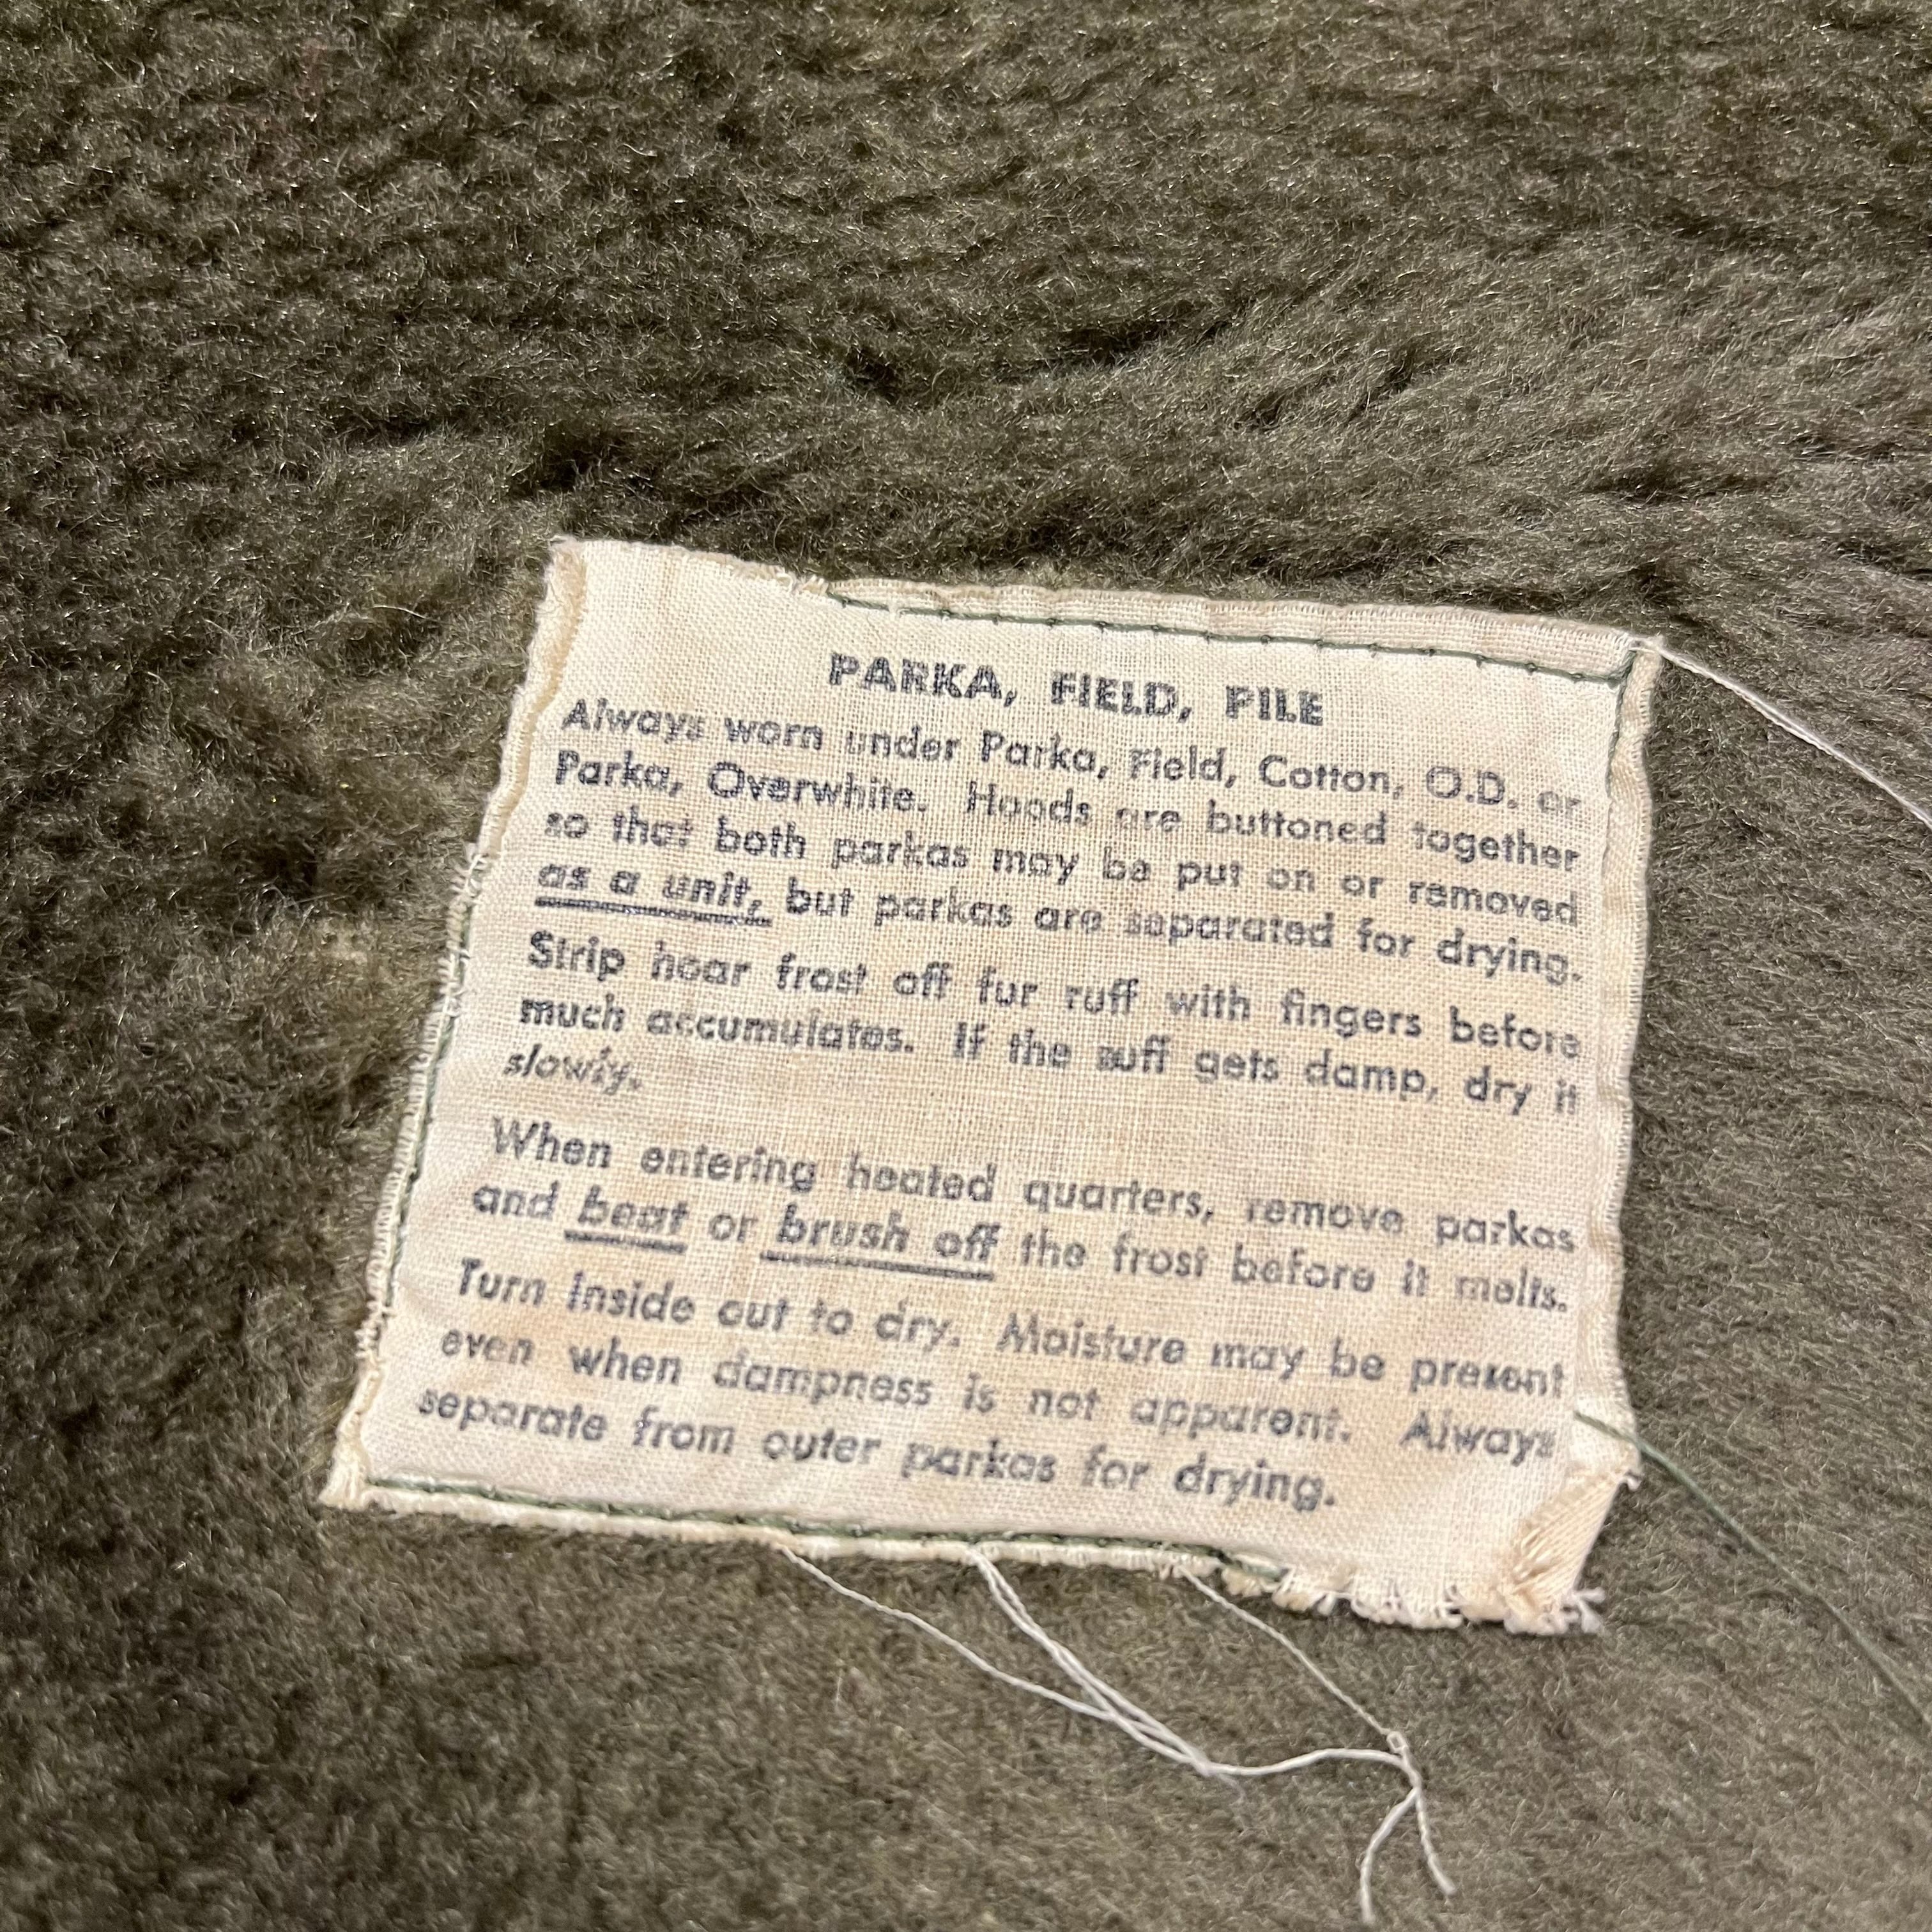 PARKA, FIELD, PILE
Always worn under Parka, Field, Cotton, O.D. or
Parka, Overwhite. Hoods are buttoned together
so that both parkas may be put on or removed
as a unit, but parkas are separated for drying.
Strip hoar frost off fur ruff with fingers before
much accumulates. If the ruff gets damp, dry it
slowly.
When entering heated quarters, remove parkas
and beat or brush off the frost before it melts.
Turn inside out to dry. Moisture may be present
even when dampness is not apparent. Always
separate from outer parkas for drying.